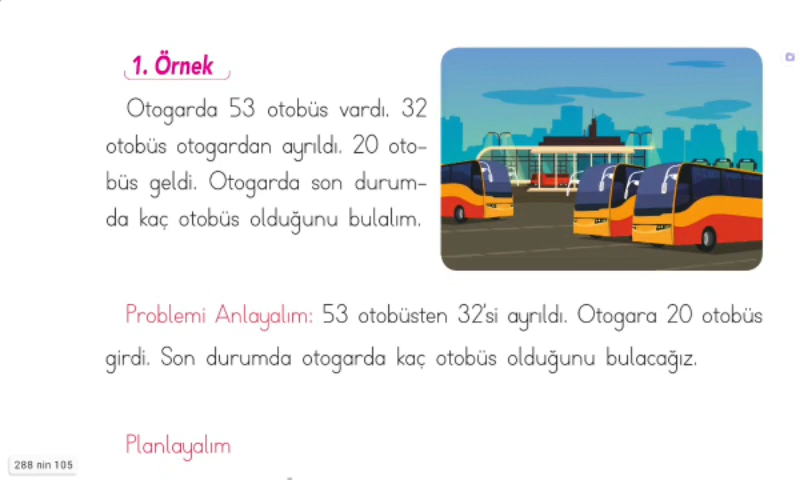 1. Örnek
Otogarda 53 otobüs vardı. 32
otobüs otogardan ayrıldı. 20 oto-
büs geldi. Otogarda son durum-
da kaç otobüs olduğunu bulalım.
Problemi Anlayalım: 53 otobüsten 32'si ayrıldı. Otogara 20 otobüs
girdi. Son durumda otogarda kaç otobüs olduğunu bulacağız.
Planlayalım
288 nin 105